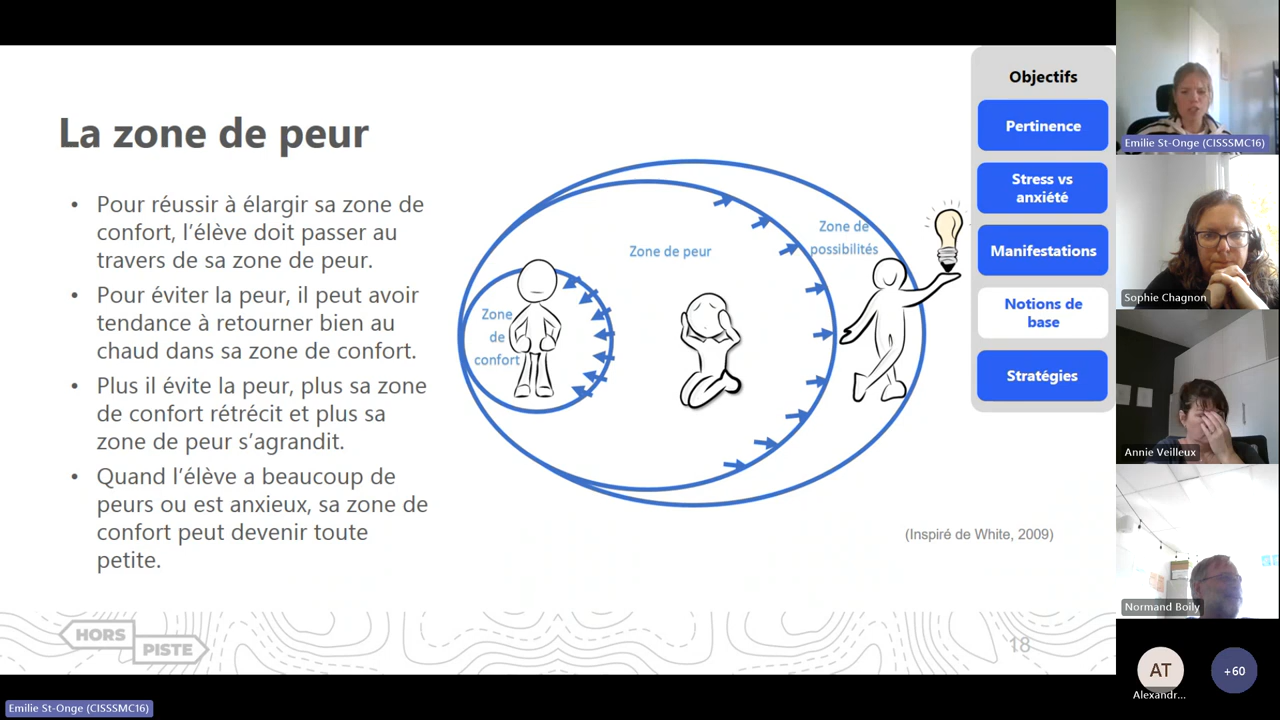 La zone de peur
• Pour réussir à élargir sa zone de
confort, l’élève doit passer au
travers de sa zone de peur.
• Pour éviter la peur, il peut avoir
tendance à retourner bien au
chaud dans sa zone de confort.
• Plus il évite la peur, plus sa zone
de confort rétrécit et plus sa
zone de peur s’agrandit.
• Quand l’élève a beaucoup de
peurs ou est anxieux, sa zone de
confort peut devenir toute
petite.
Zone
de
confort
Zone de peur
Zone de
possibilités
(Inspiré de White, 2009)
Objectifs
Pertinence
Stress vs
anxiété
Manifestations
Notions de
base
Stratégies
HORS
PISTE
18
Emilie St-Onge (CISSSMC16)
Emilie St-Onge (CISSSMC16)
Sophie Chagnon
Annie Veilleux
Normand Boily
AT
Alexandr...
+60